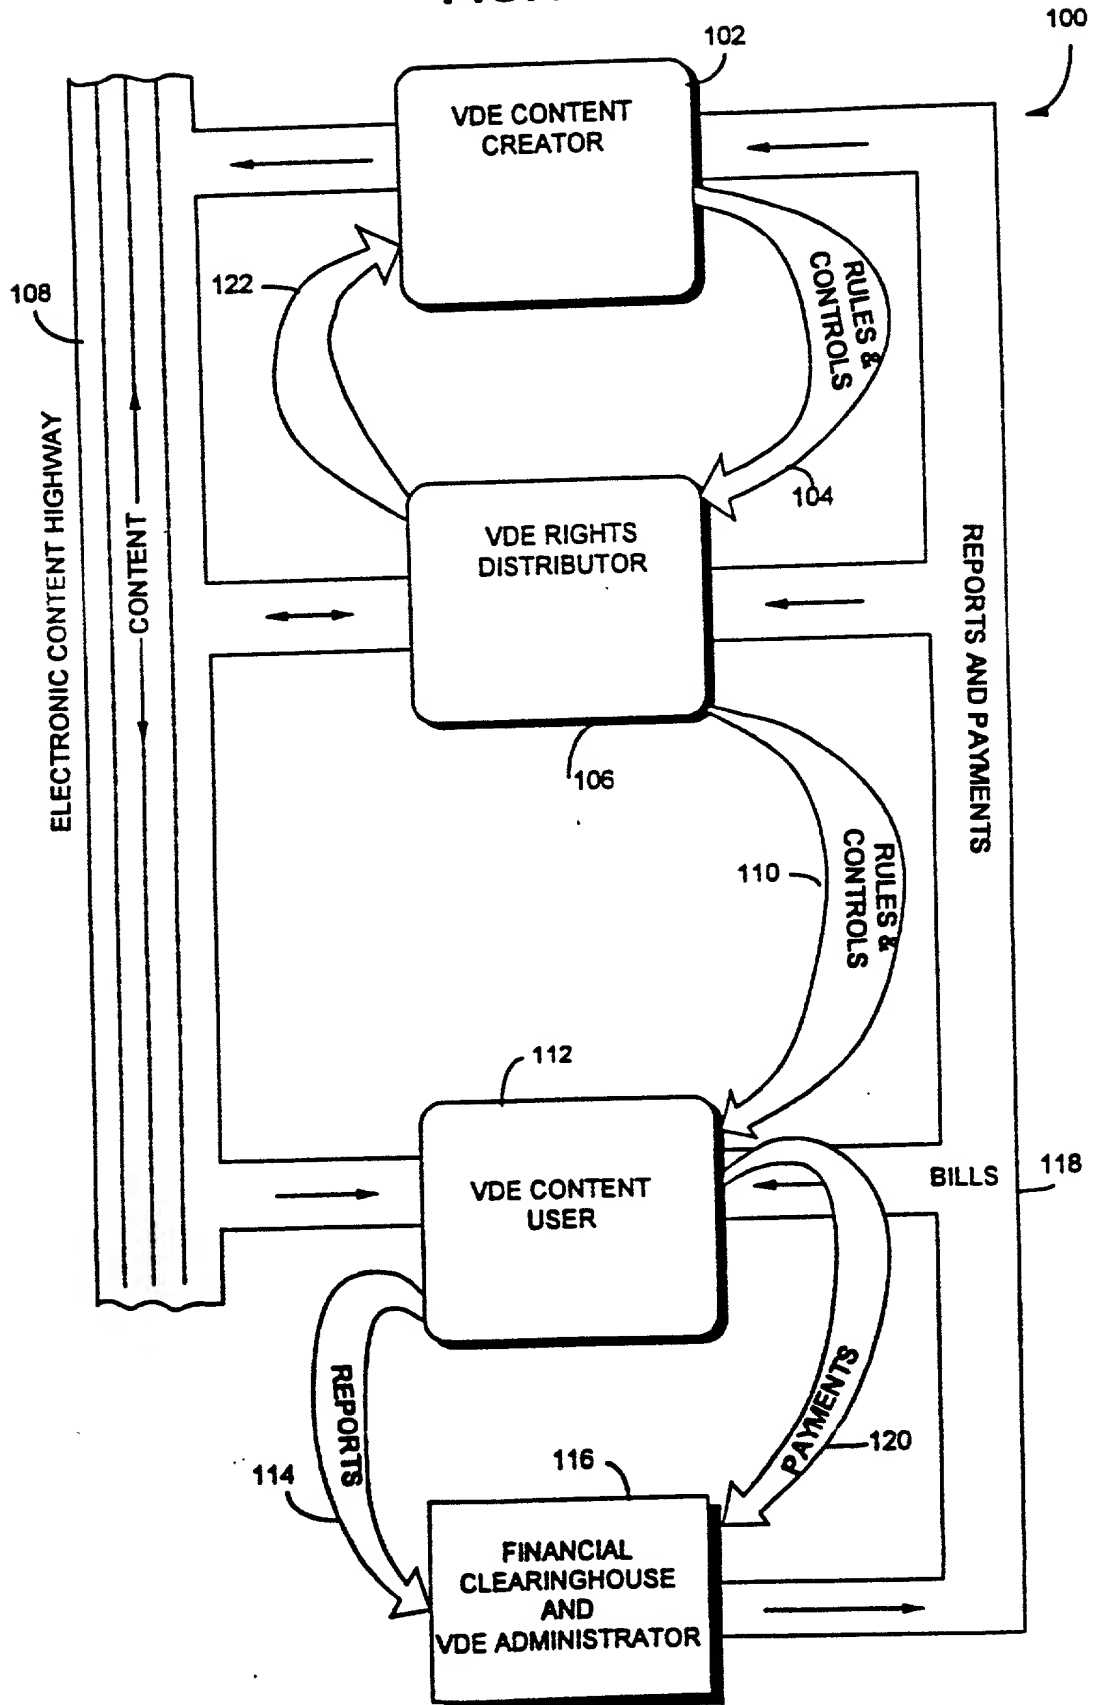 100
102
VDE CONTENT
CREATOR
122
108
RULES &
CONTROLS
104
ELECTRONIC CONTENT HIGHWAY
CONTENT
VDE RIGHTS
DISTRIBUTOR
REPORTS AND PAYMENTS
106
110
RULES &
CONTROLS
112
VDE CONTENT
USER
BILLS
118
REPORTS
PAYMENTS
114
116
120
FINANCIAL
CLEARINGHOUSE
AND
VDE ADMINISTRATOR